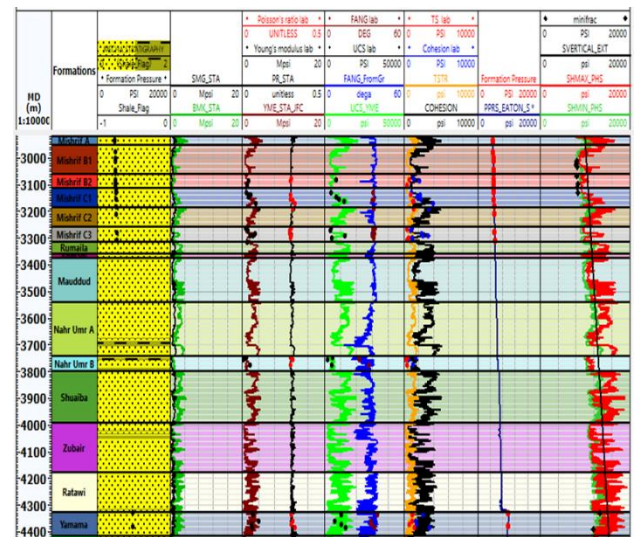 Poisson's ratio lab
FANG lab
TS lab
minifrac
0 UNITLESS 0.5
0 DEG 60
0 PSI 10000
0 PSI 20000
Young's modulus lab
UCS lab
Cohesion lab
SVERTICAL_EXT
0 Mpsi 20
0 PSI 50000
0 PSI 10000
0 psi 20000
MD
(m)
1:10000
Formations
Formation Pressure
SMG_STA
PR_STA
FANG_FromGr
TSTR
Formation Pressure
SHMAX_PHS
0 PSI 20000
0 Mpsi 20
0 unitless 0.5
0 dega 60
0 psi 10000
0 PSI 20000
0 psi 20000
Shale_Flag
BMK_STA
YME_STA_JFC
UCS_YME
COHESION
PPRS_EATON_S
SHMIN_PHS
-1 0
0 Mpsi 20
0 Mpsi 20
0 psi 50000
0 psi 10000
0 psi 20000
0 psi 20000
Mishrif A
3000
Mishrif B1
3100
Mishrif B2
Mishrif C1
3200
Mishrif C2
3300
Mishrif C3
Rumaila
3400
Mauddud
3500
3600
Nahr Umr A
3700
Nahr Umr B
3800
3900
Shuaiba
4000
Zubair
4100
4200
Ratawi
4300
4400
Yamama